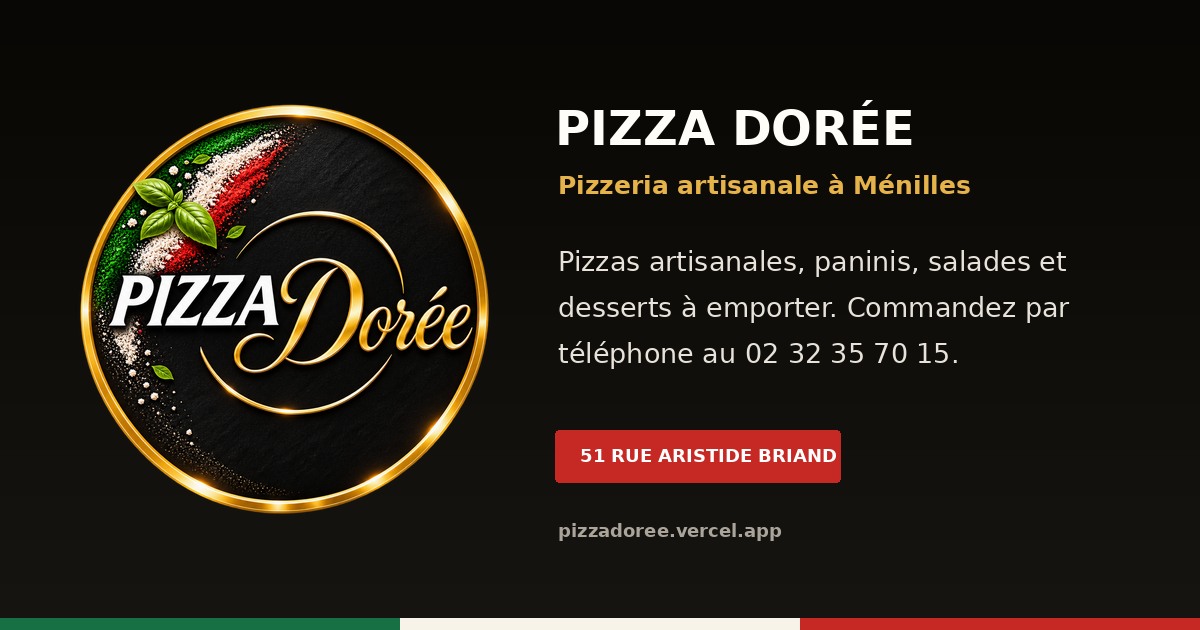 PIZZA Dorée
PIZZA DORÉE
Pizzeria artisanale à Ménilles
Pizzas artisanales, paninis, salades et
desserts à emporter. Commandez par
téléphone au 02 32 35 70 15.
51 RUE ARISTIDE BRIAND
pizzadoree.vercel.app